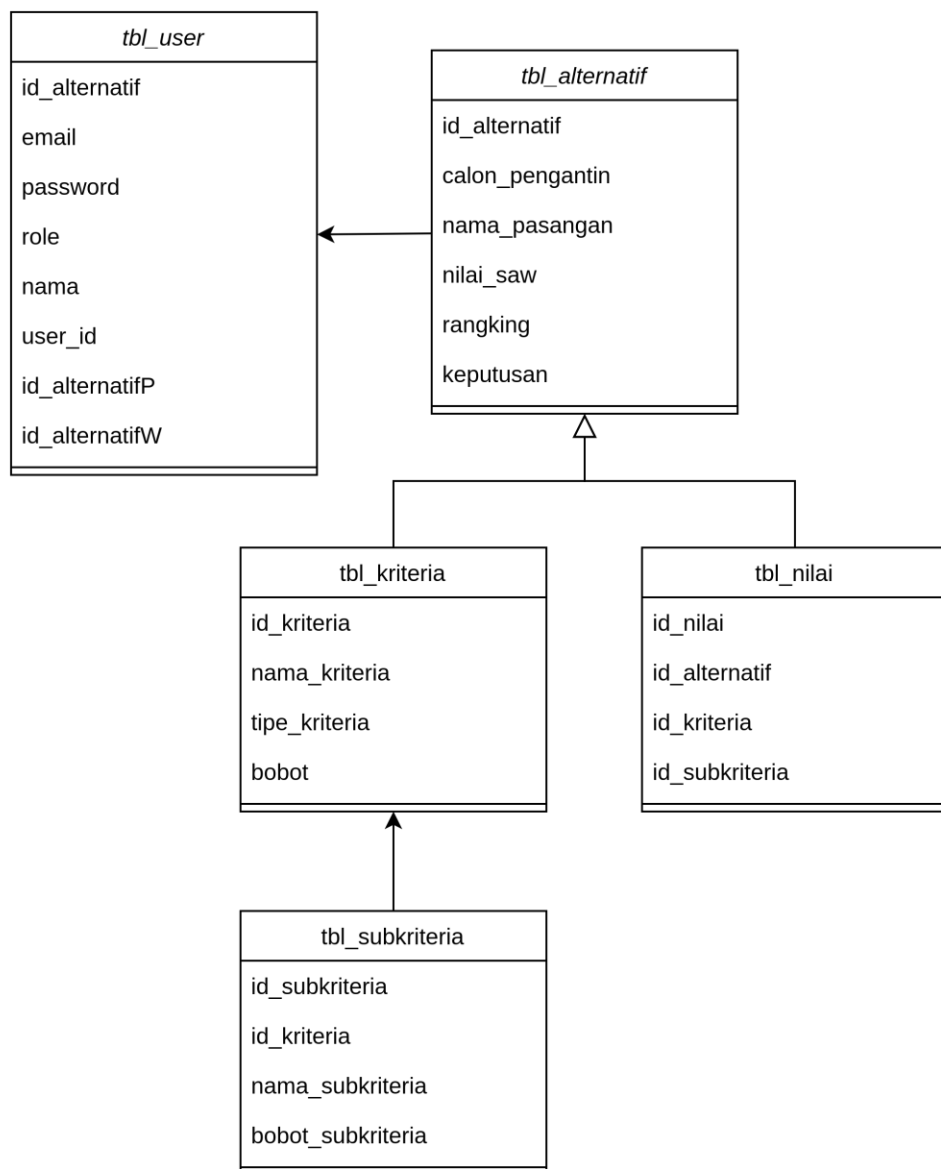 tbl_user
id_alternatif
email
password
role
nama
user_id
id_alternatifP
id_alternatifW
tbl_alternatif
id_alternatif
calon_pengantin
nama_pasangan
nilai_saw
rangking
keputusan
tbl_kriteria
id_kriteria
nama_kriteria
tipe_kriteria
bobot
tbl_nilai
id_nilai
id_alternatif
id_kriteria
id_subkriteria
tbl_subkriteria
id_subkriteria
id_kriteria
nama_subkriteria
bobot_subkriteria